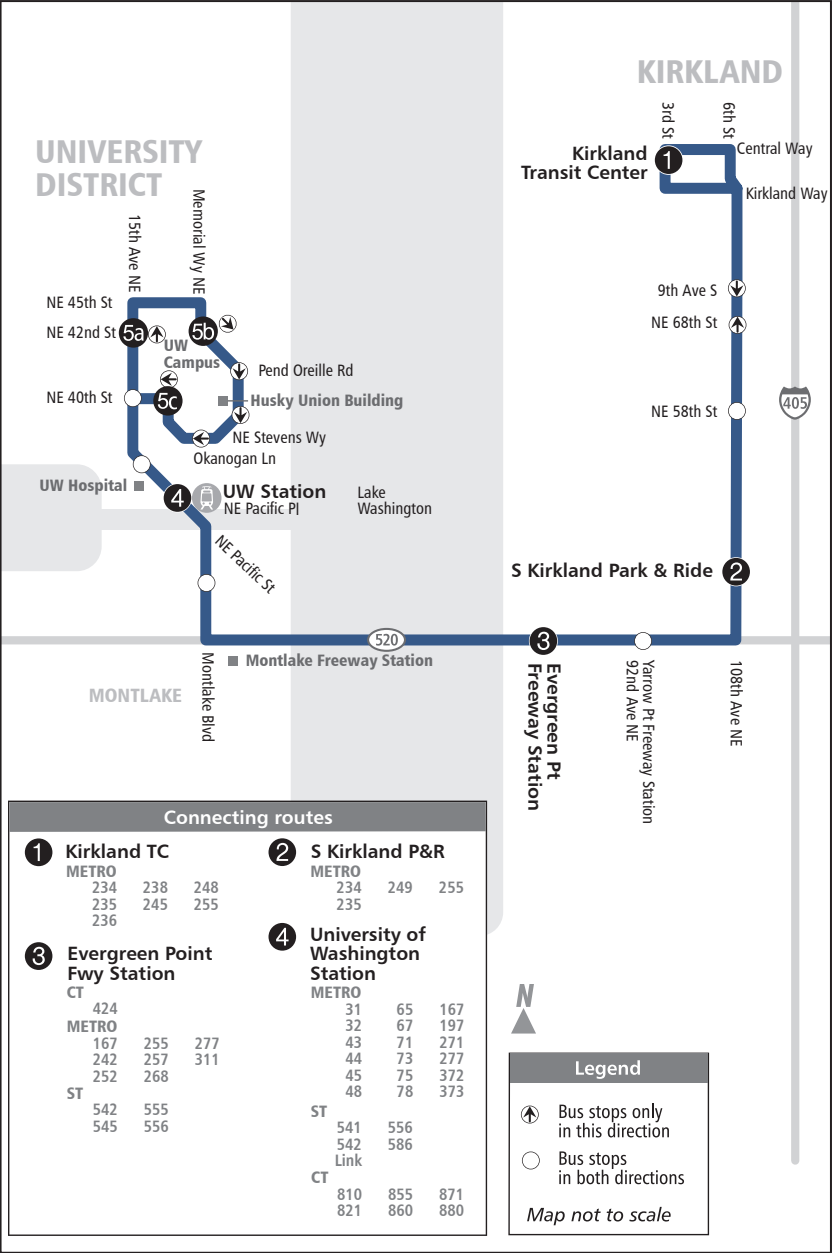 KIRKLAND
3rd St
6th St
Central Way
1
Kirkland
Transit Center
Kirkland Way
UNIVERSITY
DISTRICT
15th Ave NE
Memorial Wy NE
9th Ave S
NE 68th St
NE 45th St
NE 42nd St
5a
5b
UW
Campus
Pend Oreille Rd
NE 40th St
5c
Husky Union Building
NE 58th St
405
NE Stevens Wy
Okanogan Ln
UW Hospital
4
UW Station
NE Pacific Pl
Lake
Washington
NE Pacific St
S Kirkland Park & Ride
2
520
3
Montlake Freeway Station
MONTLAKE
Montlake Blvd
Evergreen Pt
Freeway Station
Yarrow Pt Freeway Station
92nd Ave NE
108th Ave NE
Connecting routes
1 Kirkland TC
METRO
234 238 248
235 245 255
236
2 S Kirkland P&R
METRO
234 249 255
235
3 Evergreen Point
Fwy Station
CT
424
METRO
167 255 277
242 257 311
252 268
ST
542 555
545 556
4 University of
Washington
Station
METRO
31 65 167
32 67 197
43 71 271
44 73 277
45 75 372
48 78 373
ST
541 556
542 586
Link
CT
810 855 871
821 860 880
N
Legend
Bus stops only
in this direction
Bus stops
in both directions
Map not to scale